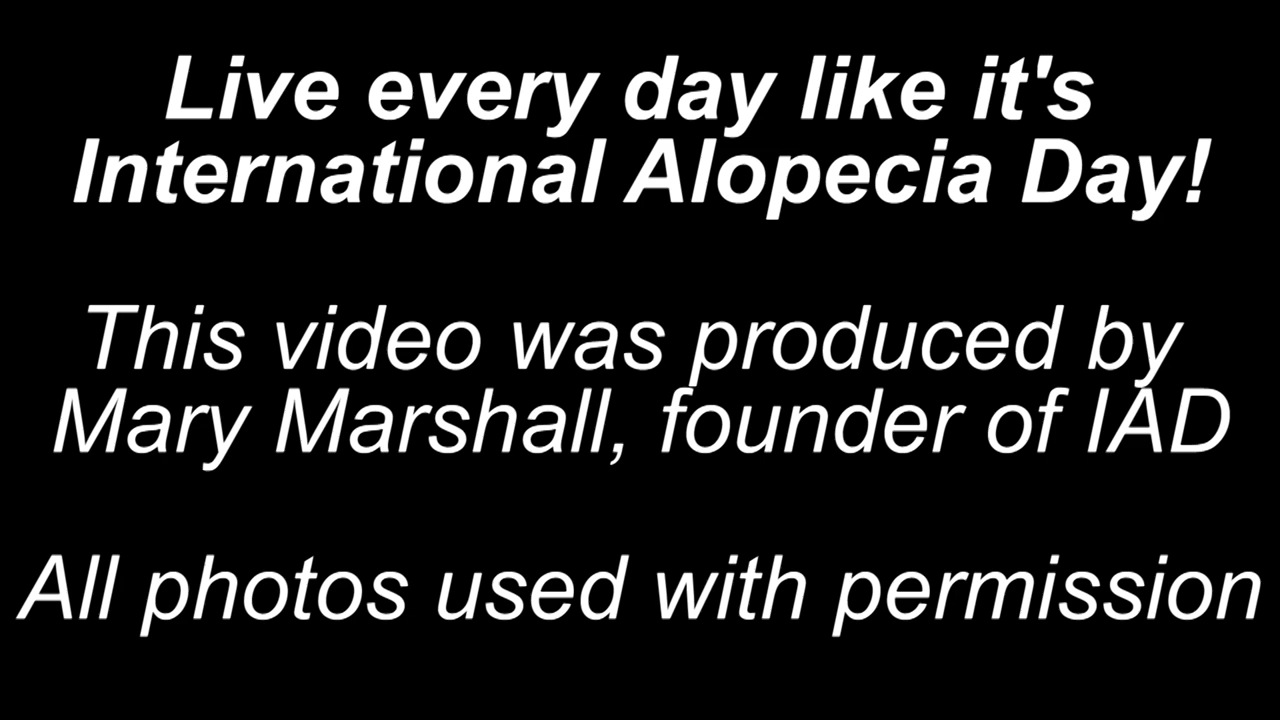 Live every day like it's
International Alopecia Day!
This video was produced by
Mary Marshall, founder of IAD
All photos used with permission